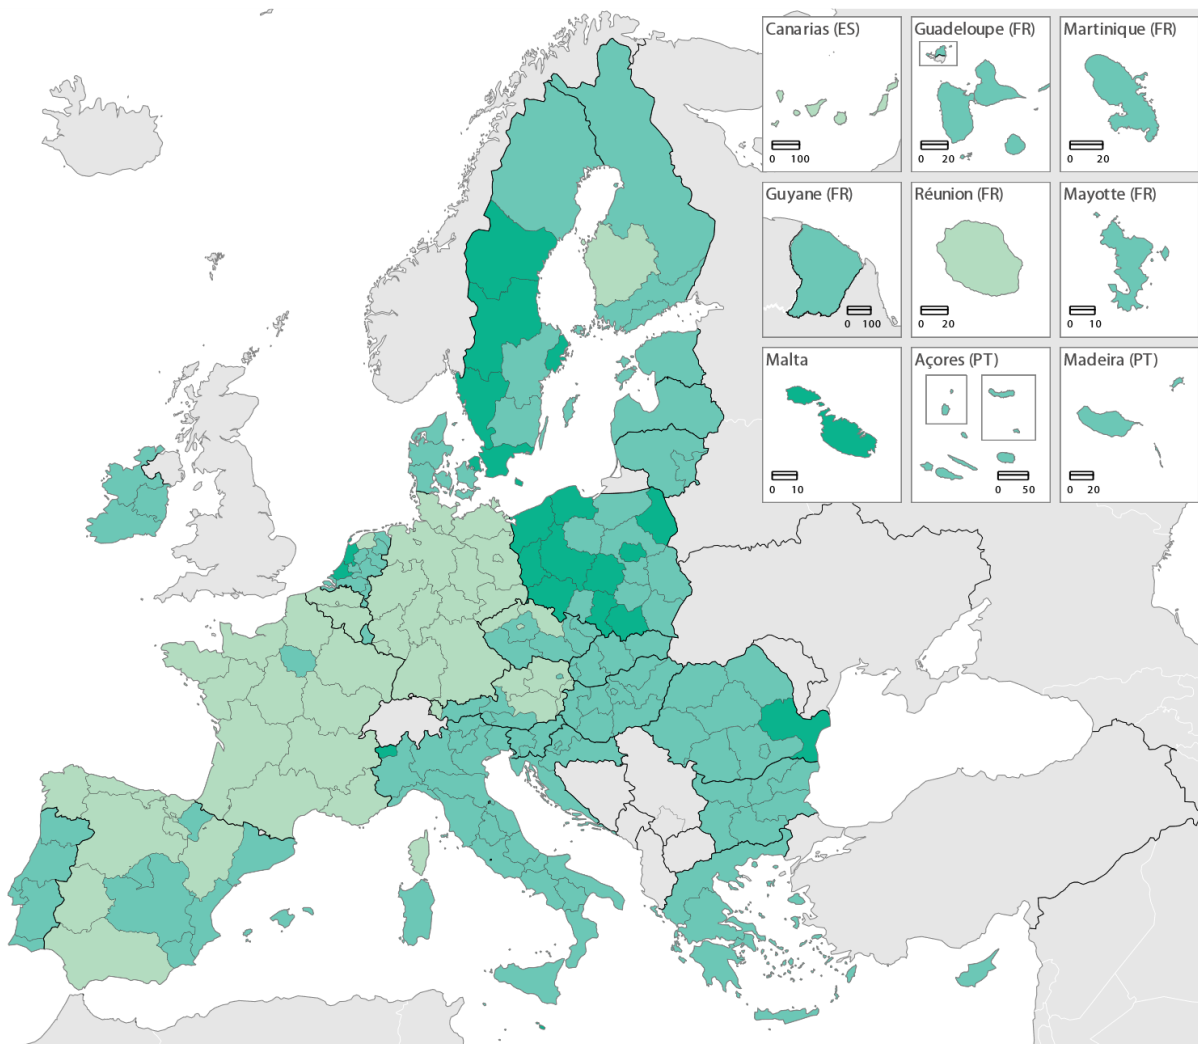 Canarias (ES)
0 100
Guadeloupe (FR)
0 20
Martinique (FR)
0 20
Guyane (FR)
0 100
Réunion (FR)
0 20
Mayotte (FR)
0 10
Malta
0 10
Açores (PT)
0 50
Madeira (PT)
0 20